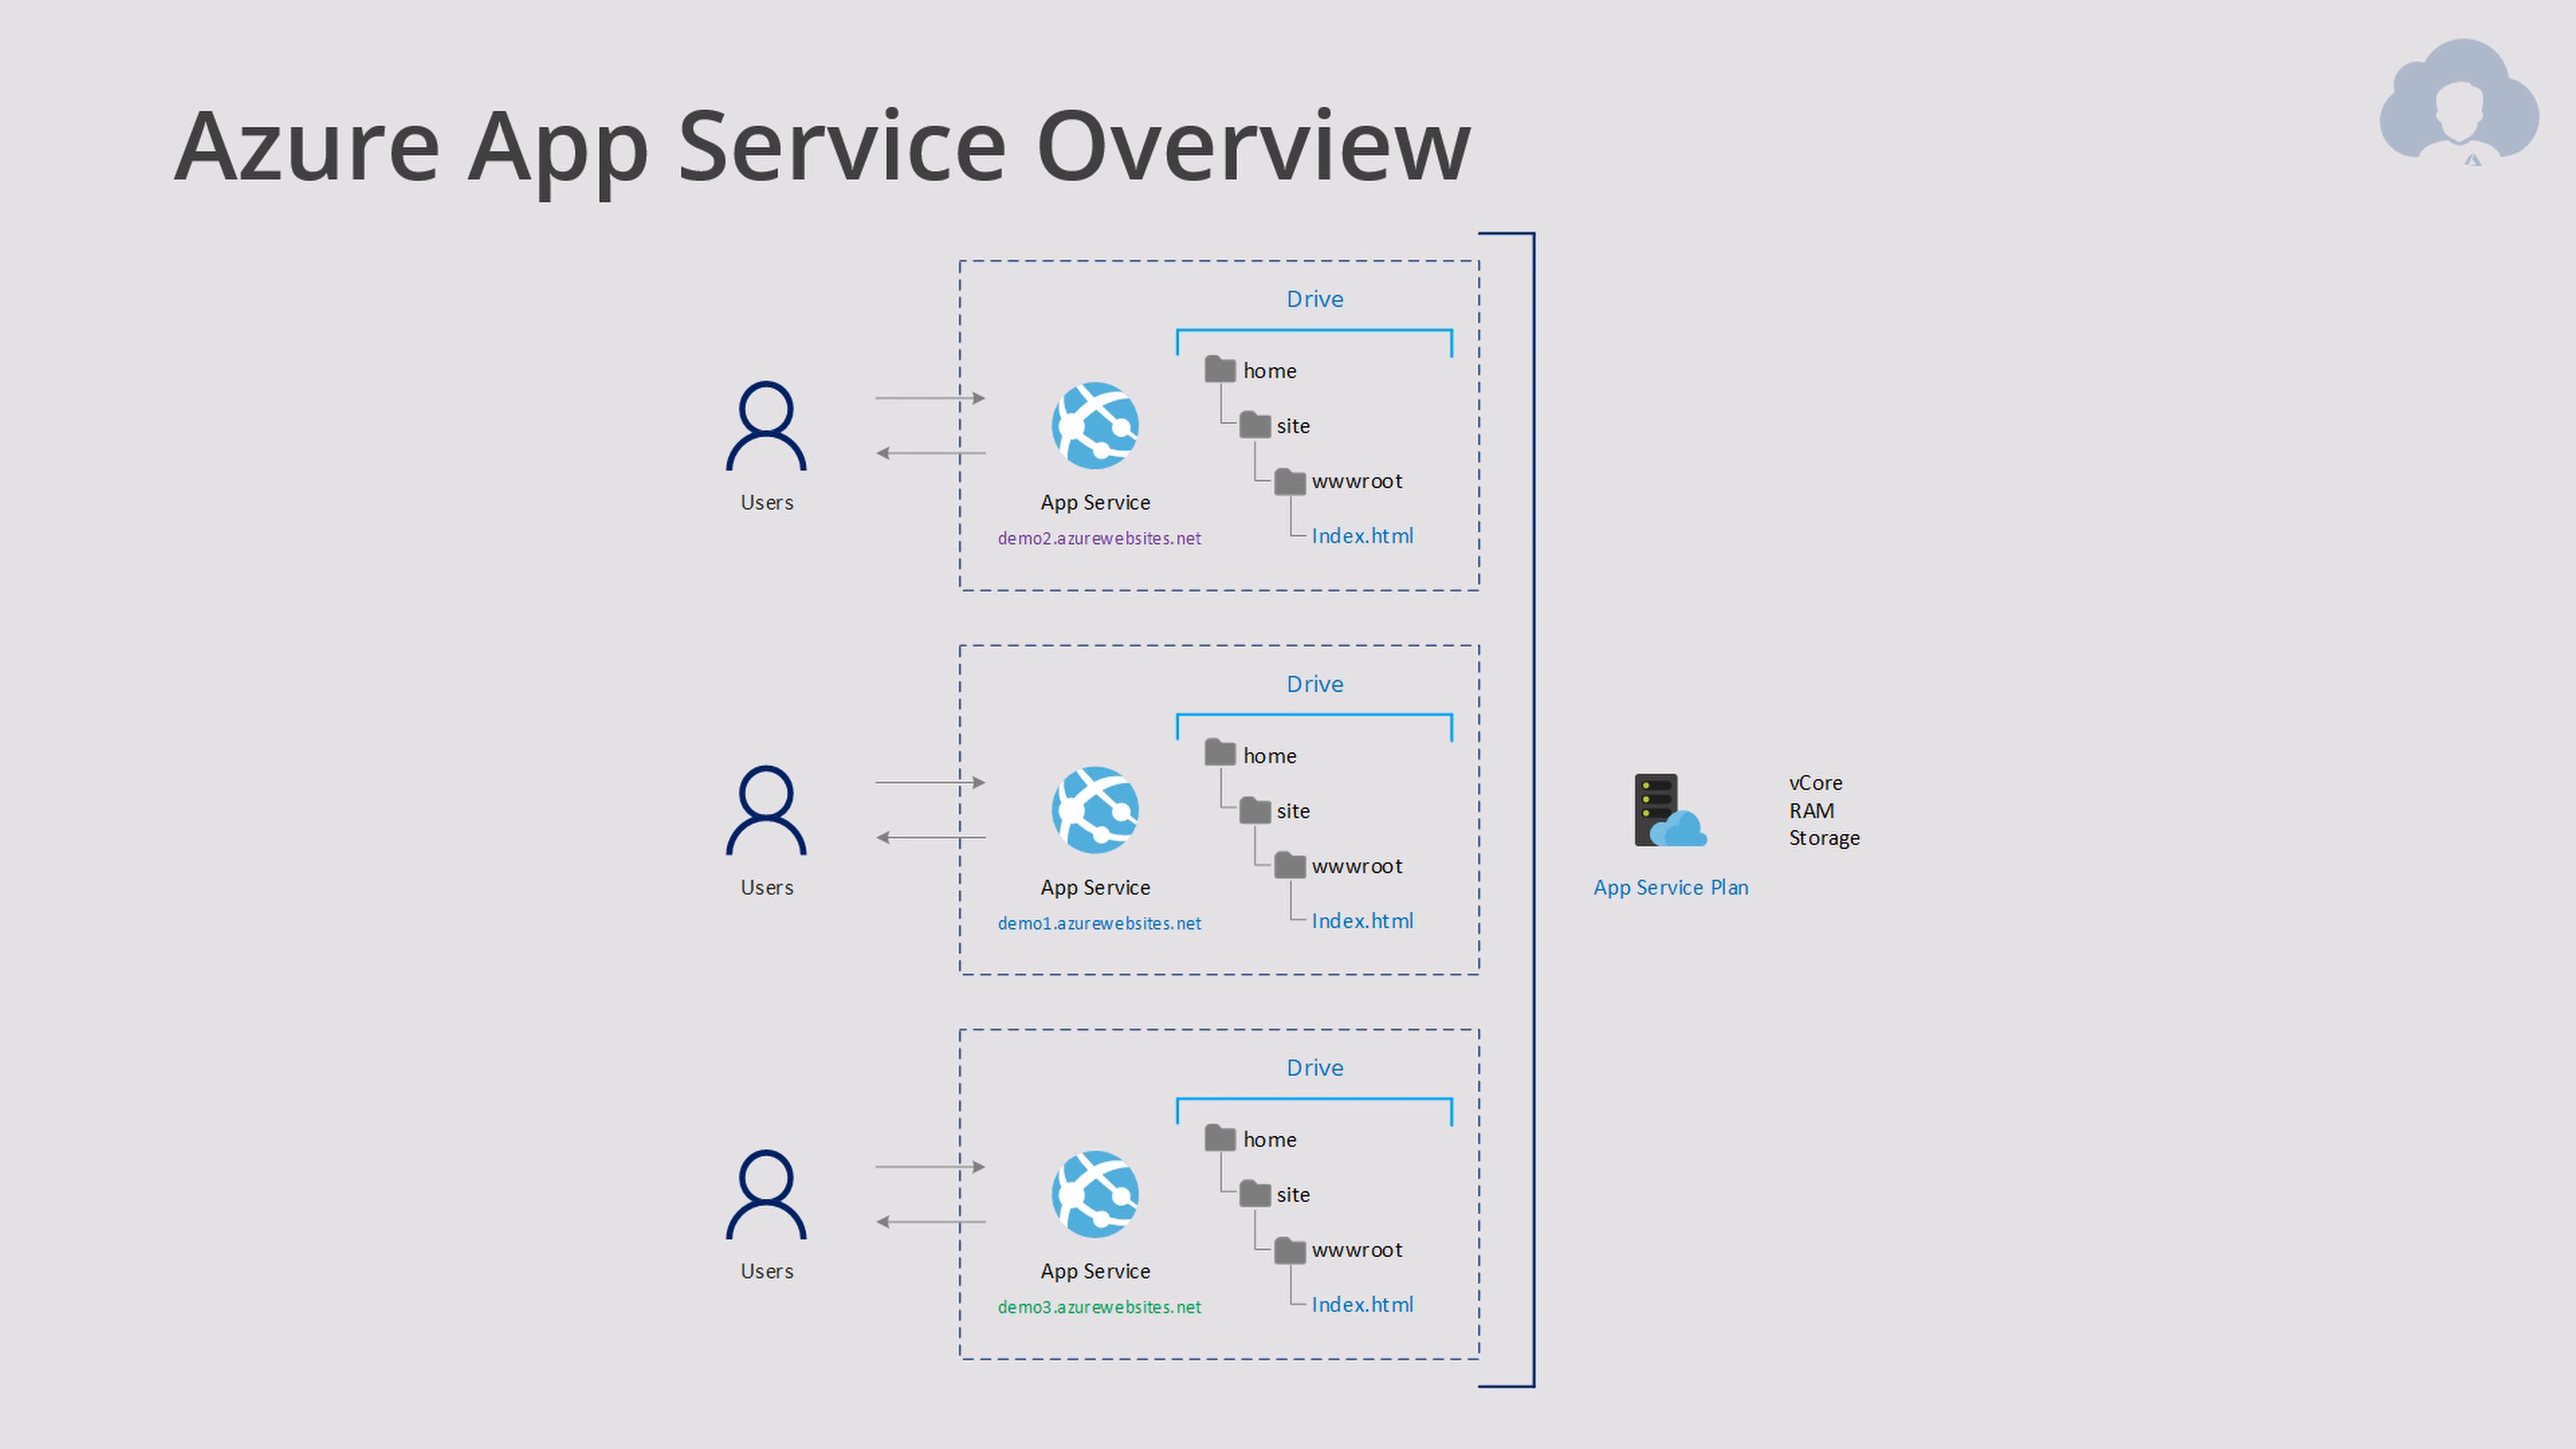 Azure App Service Overview
Drive
home
site
wwwroot
Index.html
Users
App Service
demo2.azurewebsites.net
Drive
home
site
wwwroot
Index.html
Users
App Service
demo1.azurewebsites.net
App Service Plan
vCore
RAM
Storage
Drive
home
site
wwwroot
Index.html
Users
App Service
demo3.azurewebsites.net